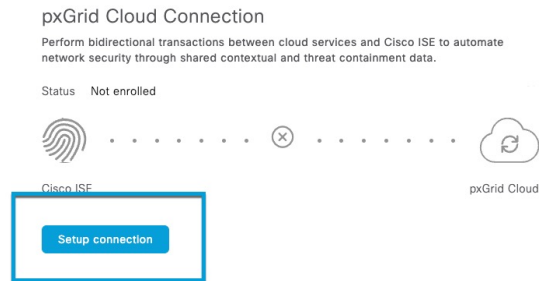 pxGrid Cloud Connection
Perform bidirectional transactions between cloud services and Cisco ISE to automate
network security through shared contextual and threat containment data.
Status Not enrolled
Cisco ISE pxGrid Cloud
Setup connection